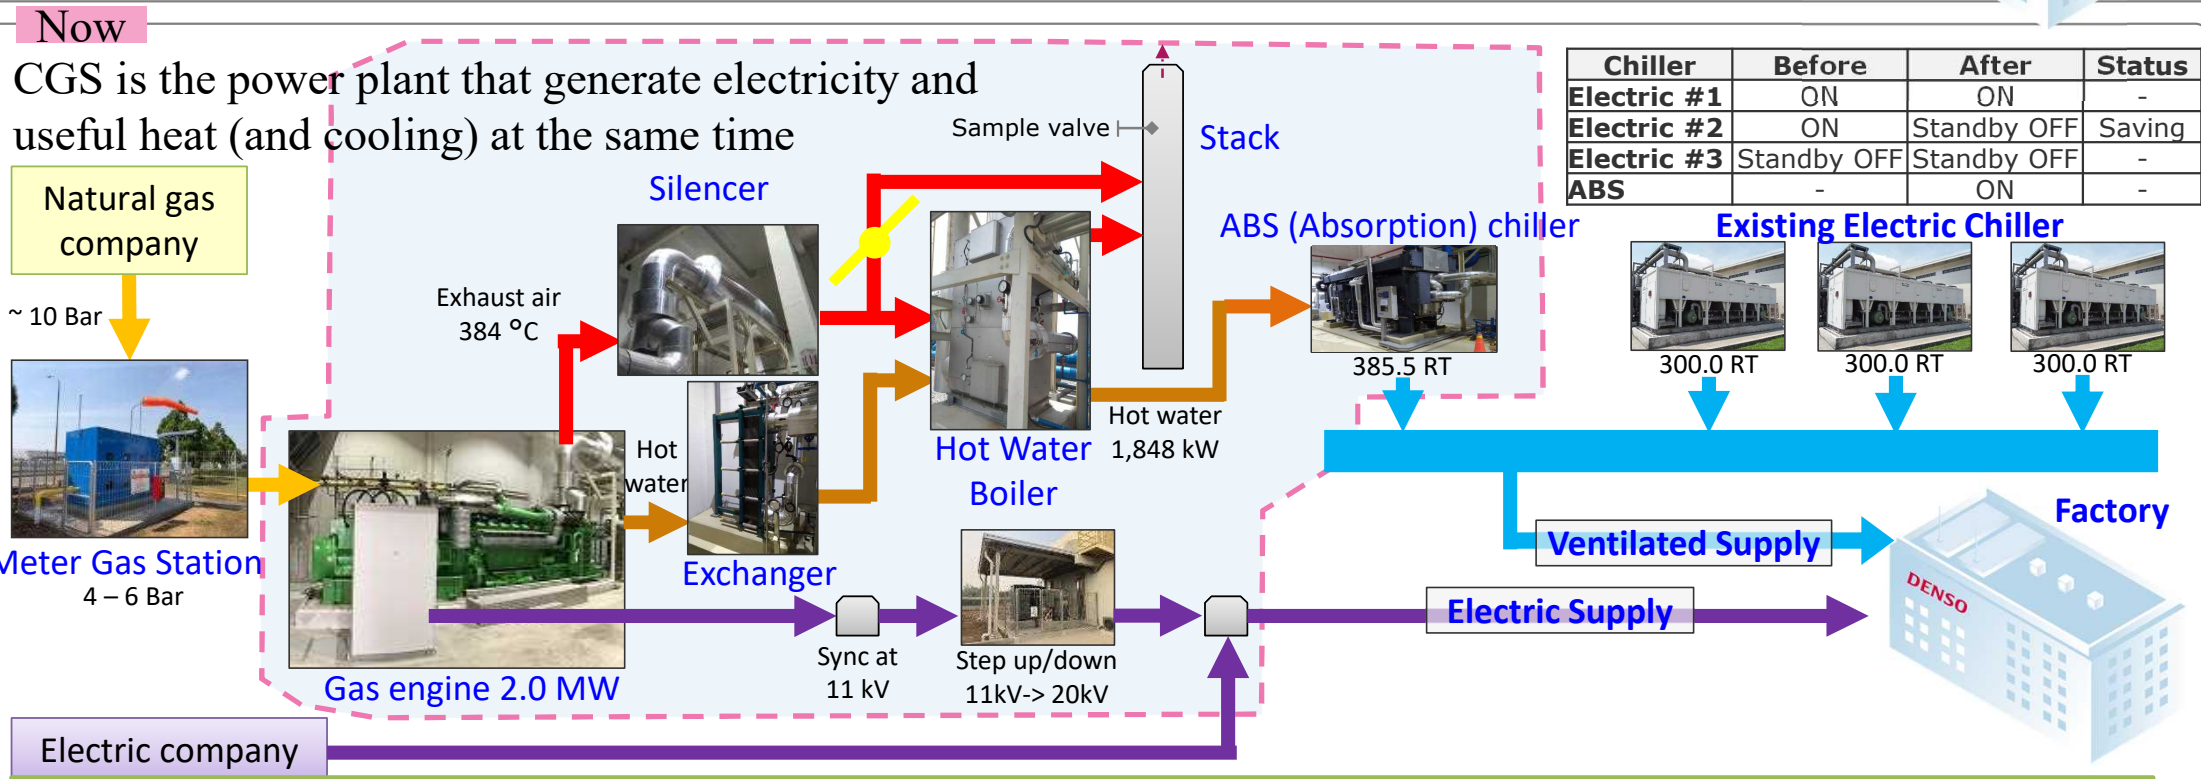 Now
CGS is the power plant that generate electricity and
useful heat (and cooling) at the same time
Natural gas
company
~ 10 Bar
Meter Gas Station
4 – 6 Bar
Exhaust air
384 °C
Silencer
Sample valve
Stack
ABS (Absorption) chiller
385.5 RT
Chiller Before After Status
Electric #1 ON ON -
Electric #2 ON Standby OFF Saving
Electric #3 Standby OFF Standby OFF -
ABS - ON -
Existing Electric Chiller
300.0 RT
300.0 RT
300.0 RT
Hot
water
Exchanger
Hot Water
Boiler
Hot water
1,848 kW
Gas engine 2.0 MW
Sync at
11 kV
Step up/down
11kV-> 20kV
Ventilated Supply
Electric Supply
Factory
DENSO
Electric company